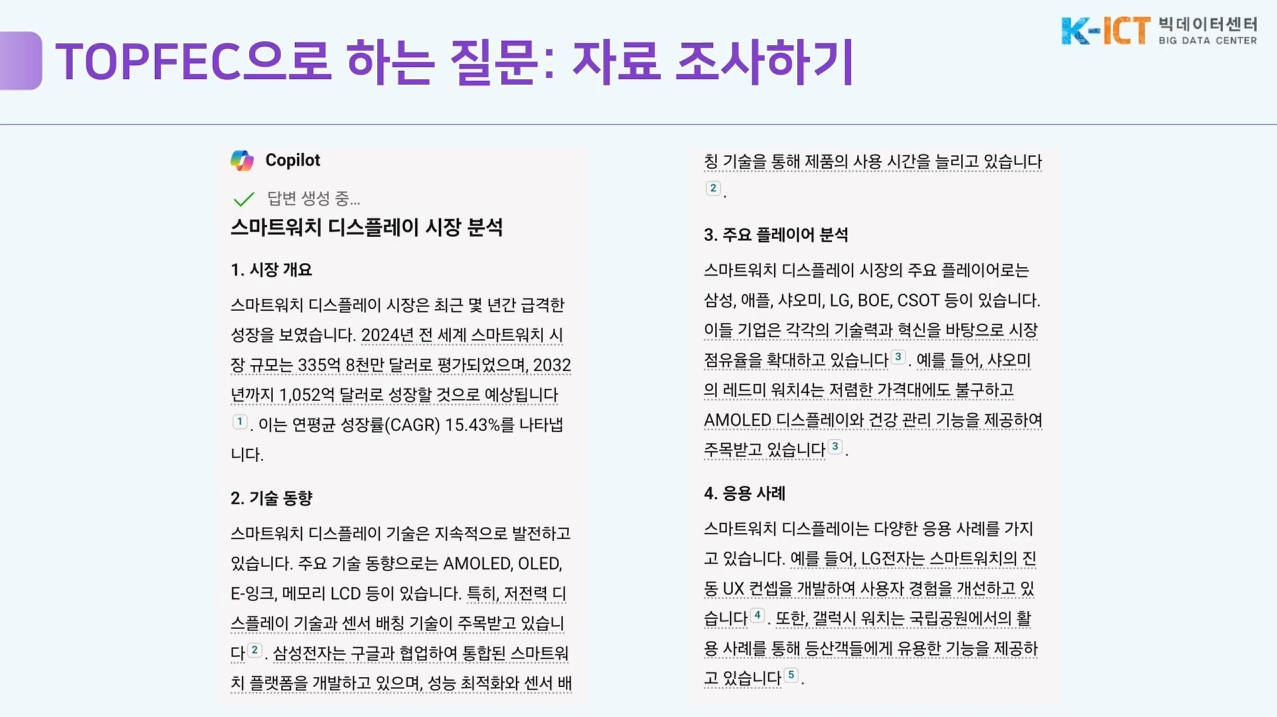 TOPFEC으로 하는 질문: 자료 조사하기
K-ICT 빅데이터센터
BIG DATA CENTER
Copilot
답변 생성 중...
스마트워치 디스플레이 시장 분석
1. 시장 개요
스마트워치 디스플레이 시장은 최근 몇 년간 급격한
성장을 보였습니다. 2024년 전 세계 스마트워치 시
장 규모는 335억 8천만 달러로 평가되었으며, 2032
년까지 1,052억 달러로 성장할 것으로 예상됩니다
1. 이는 연평균 성장률(CAGR) 15.43%를 나타냅
니다.
2. 기술 동향
스마트워치 디스플레이 기술은 지속적으로 발전하고
있습니다. 주요 기술 동향으로는 AMOLED, OLED,
E-잉크, 메모리 LCD 등이 있습니다. 특히, 저전력 디
스플레이 기술과 센서 배칭 기술이 주목받고 있습니
다 2. 삼성전자는 구글과 협업하여 통합된 스마트워
치 플랫폼을 개발하고 있으며, 성능 최적화와 센서 배
칭 기술을 통해 제품의 사용 시간을 늘리고 있습니다
2.
3. 주요 플레이어 분석
스마트워치 디스플레이 시장의 주요 플레이어로는
삼성, 애플, 샤오미, LG, BOE, CSOT 등이 있습니다.
이들 기업은 각각의 기술력과 혁신을 바탕으로 시장
점유율을 확대하고 있습니다 3. 예를 들어, 샤오미
의 레드미 워치4는 저렴한 가격대에도 불구하고
AMOLED 디스플레이와 건강 관리 기능을 제공하여
주목받고 있습니다 3.
4. 응용 사례
스마트워치 디스플레이는 다양한 응용 사례를 가지
고 있습니다. 예를 들어, LG전자는 스마트워치의 진
동 UX 컨셉을 개발하여 사용자 경험을 개선하고 있
습니다 4. 또한, 갤럭시 워치는 국립공원에서의 활
용 사례를 통해 등산객들에게 유용한 기능을 제공하
고 있습니다 5.